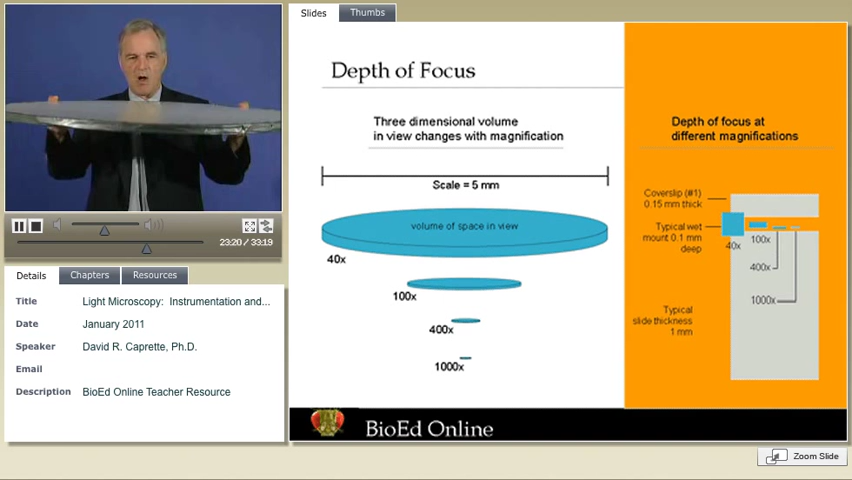 Slides
Thumbs
Depth of Focus
Three dimensional volume
in view changes with magnification
Scale = 5 mm
volume of space in view
40x
100x
400x
1000x
Depth of focus at
different magnifications
Coverslip (#1)
0.15 mm thick
Typical wet
mount 0.1 mm
deep
40x
100x
400x
1000x
Typical
slide thickness
1 mm
BioEd Online
23:20 / 33:19
Details
Chapters
Resources
Title
Light Microscopy: Instrumentation and...
Date
January 2011
Speaker
David R. Caprette, Ph.D.
Email
Description
BioEd Online Teacher Resource
Zoom Slide